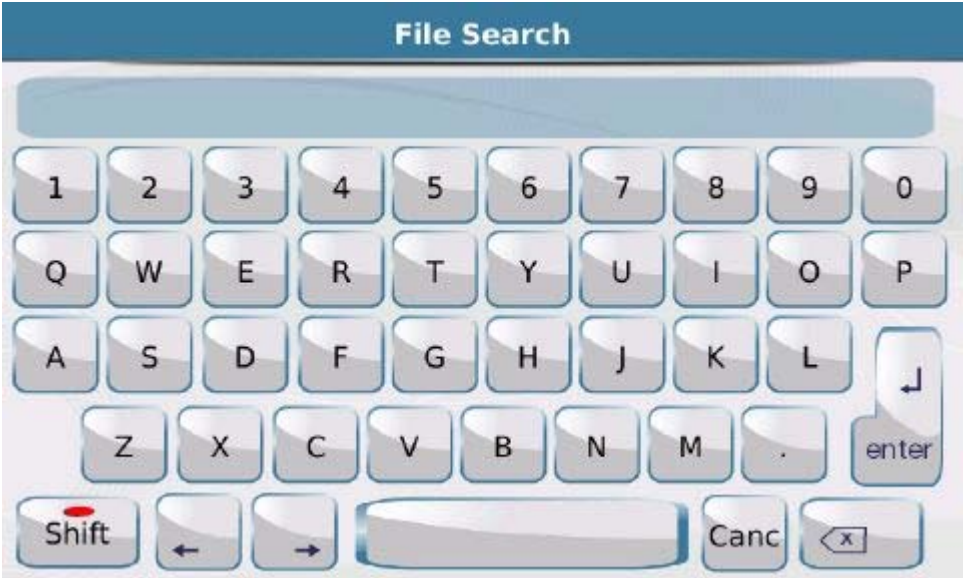 File Search
1 2 3 4 5 6 7 8 9 0
Q W E R T Y U I O P
A S D F G H J K L
Z X C V B N M . enter
Shift ← → Canc x